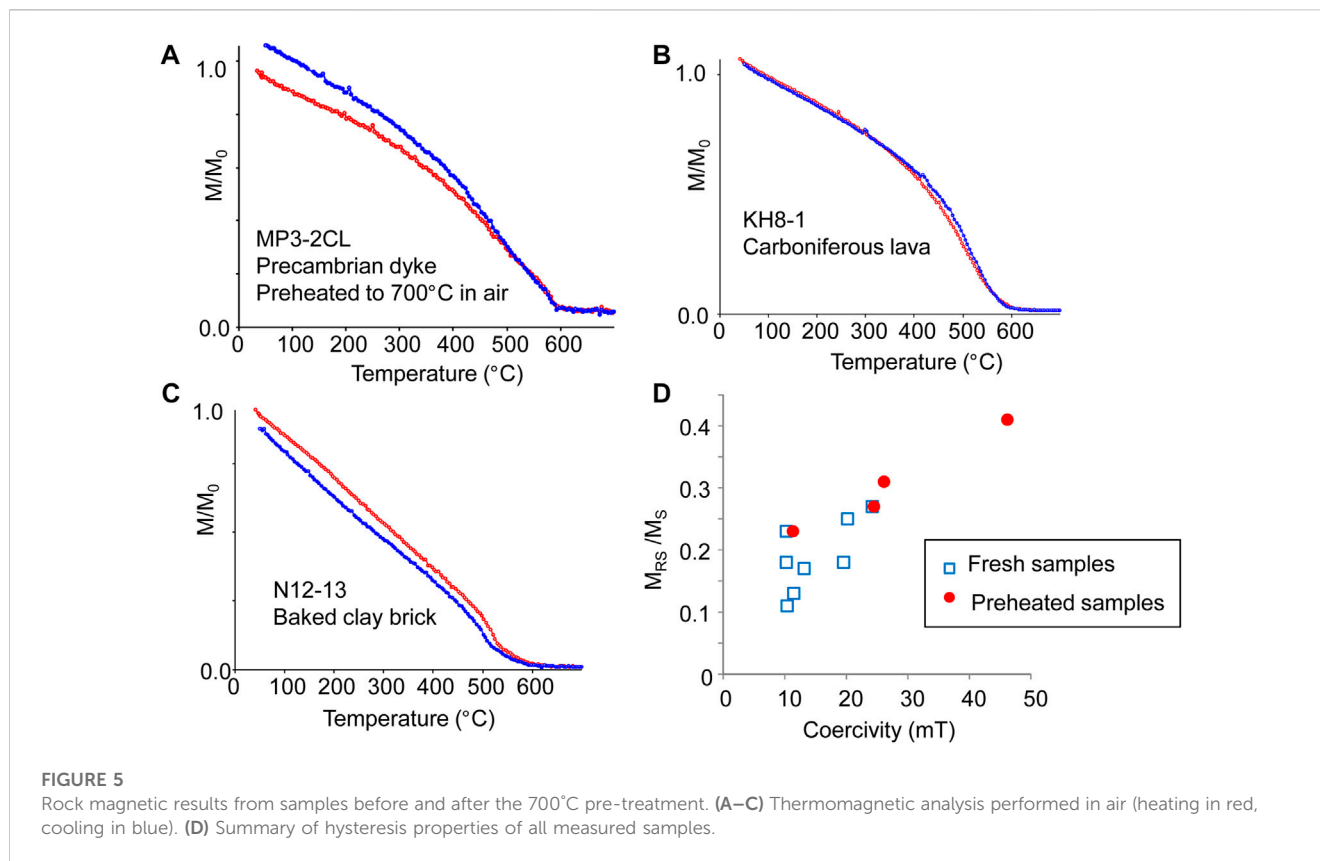 A
1.0
M/M0
0.0
MP3-2CL
Precambrian dyke
Preheated to 700°C in air
0 100 200 300 400 500 600
Temperature (°C)
B
1.0
M/M0
0.0
KH8-1
Carboniferous lava
0 100 200 300 400 500 600
Temperature (°C)
C
1.0
M/M0
0.0
N12-13
Baked clay brick
0 100 200 300 400 500 600
Temperature (°C)
D
0.4
0.3
0.2
0.1
0
MRS /MS
0 10 20 30 40 50
Coercivity (mT)
Fresh samples
Preheated samples
FIGURE 5
Rock magnetic results from samples before and after the 700°C pre-treatment. (A–C) Thermomagnetic analysis performed in air (heating in red,
cooling in blue). (D) Summary of hysteresis properties of all measured samples.